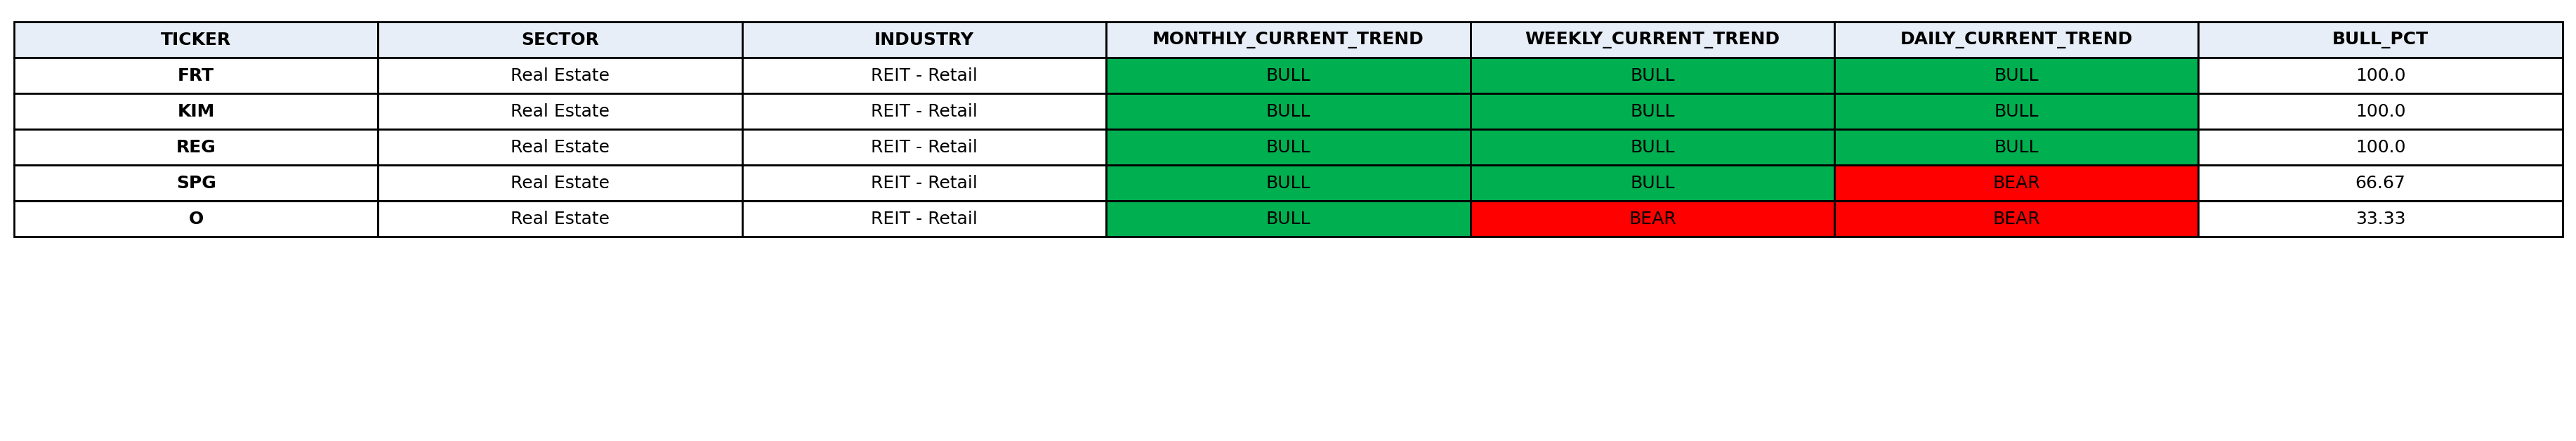 TICKER SECTOR INDUSTRY MONTHLY_CURRENT_TREND WEEKLY_CURRENT_TREND DAILY_CURRENT_TREND BULL_PCT
FRT Real Estate REIT - Retail BULL BULL BULL 100.0
KIM Real Estate REIT - Retail BULL BULL BULL 100.0
REG Real Estate REIT - Retail BULL BULL BULL 100.0
SPG Real Estate REIT - Retail BULL BULL BEAR 66.67
O Real Estate REIT - Retail BULL BEAR BEAR 33.33